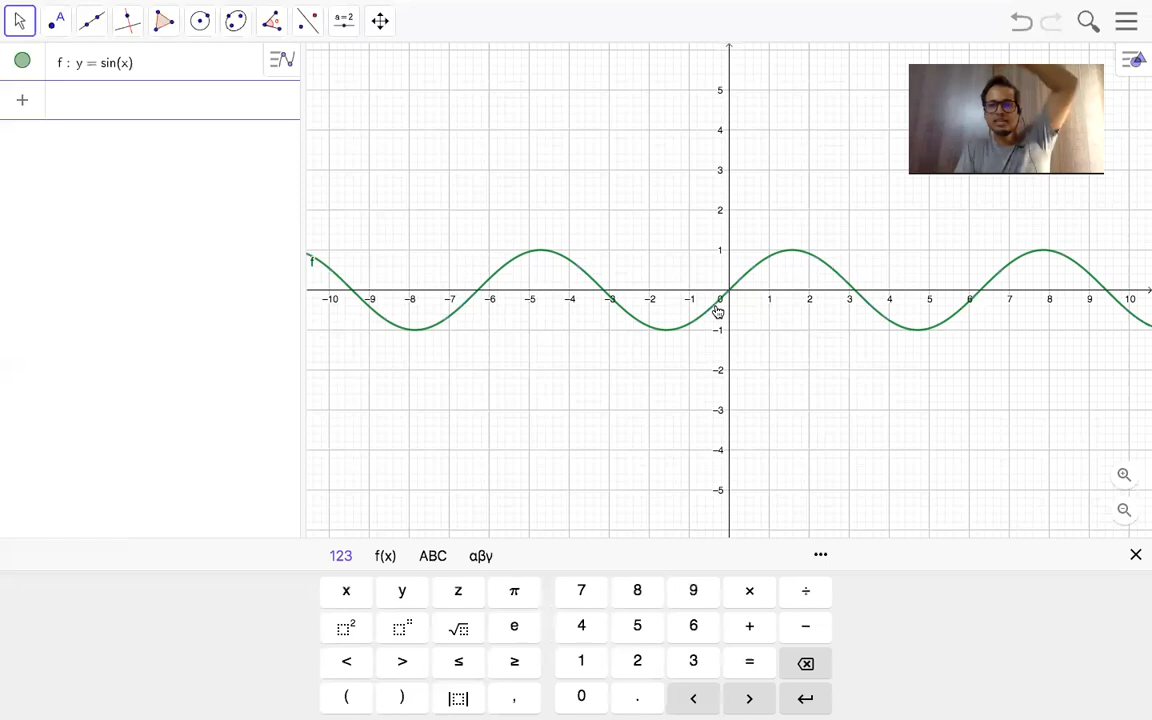 A
a=2
f : y = sin(x)
+
f
5
4
3
2
1
−10 −9 −8 −7 −6 −5 −4 −3 −2 −1 0 1 2 3 4 5 6 7 8 9 10
−1
−2
−3
−4
−5
123 f(x) ABC αβγ ...
x y z π 7 8 9 × ÷
2 √ e 4 5 6 + −
< > ≤ ≥ 1 2 3 =
( ) | | , 0 . < >